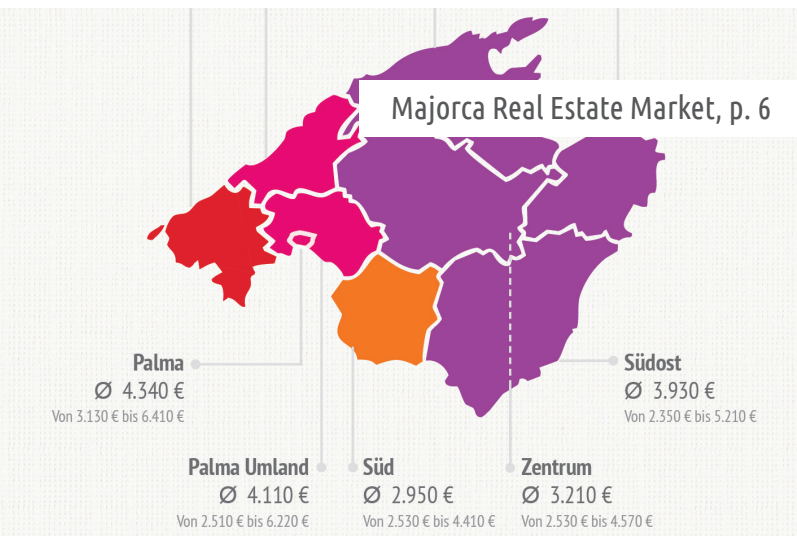 Majorca Real Estate Market, p. 6
Palma
Ø 4.340 €
Von 3.130 € bis 6.410 €
Südost
Ø 3.930 €
Von 2.350 € bis 5.210 €
Palma Umland
Ø 4.110 €
Von 2.510 € bis 6.220 €
Süd
Ø 2.950 €
Von 2.530 € bis 4.410 €
Zentrum
Ø 3.210 €
Von 2.530 € bis 4.570 €